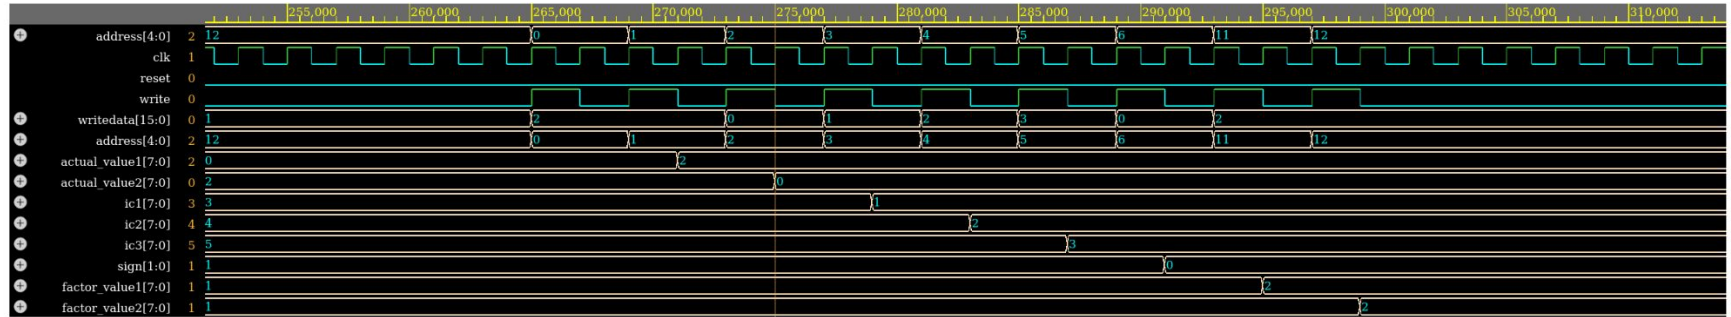 255,000 260,000 265,000 270,000 275,000 280,000 285,000 290,000 295,000 300,000 305,000 310,000
address[4:0] 2 12 0 1 2 3 4 5 6 11 12
clk 1
reset 0
write 0
writedata[15:0] 0 1 2 0 1 2 3 0 2
address[4:0] 2 12 0 1 2 3 4 5 6 11 12
actual_value1[7:0] 2 0 2
actual_value2[7:0] 0 2 0
ic1[7:0] 3 3 1
ic2[7:0] 4 4 2
ic3[7:0] 5 5 3
sign[1:0] 1 1 0
factor_value1[7:0] 1 1 2
factor_value2[7:0] 1 1 2